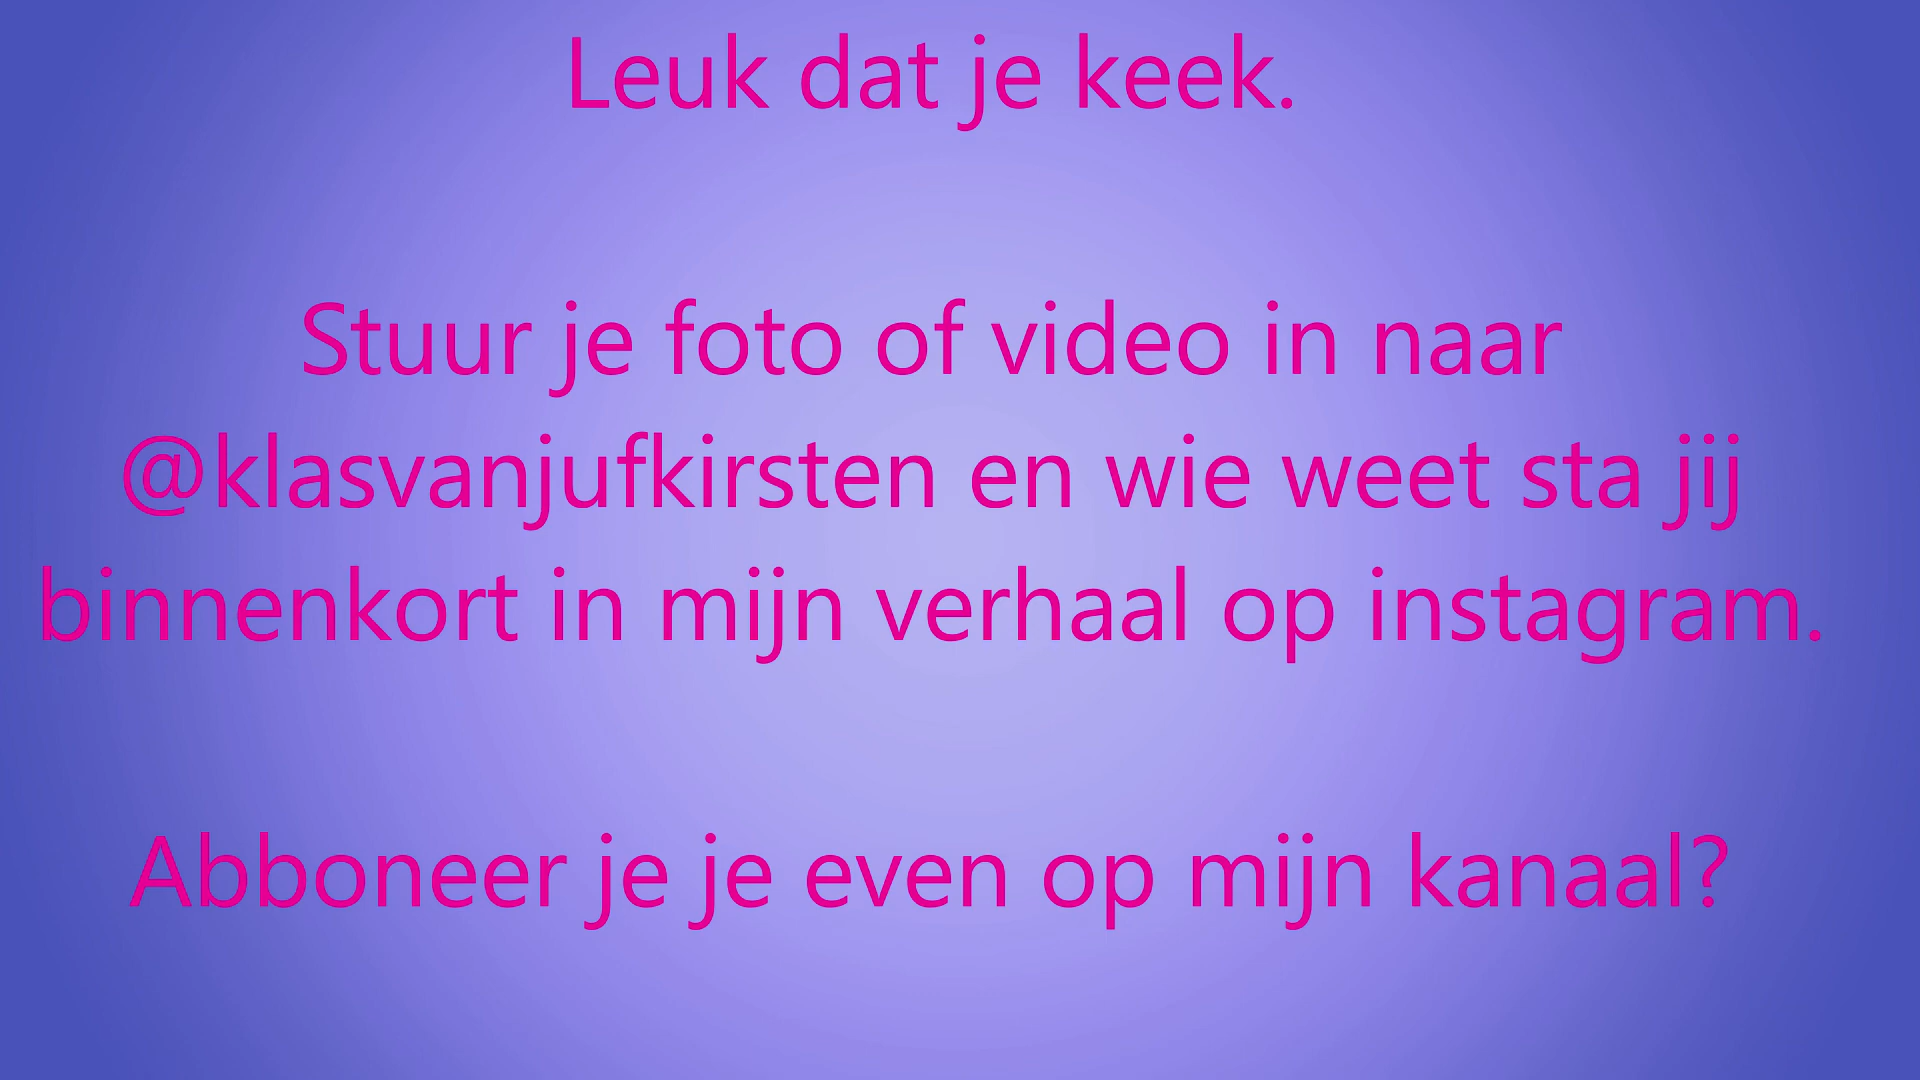 Leuk dat je keek.
Stuur je foto of video in naar
@klasvanjufkirsten en wie weet sta jij
binnenkort in mijn verhaal op instagram.
Abboneer je je even op mijn kanaal?